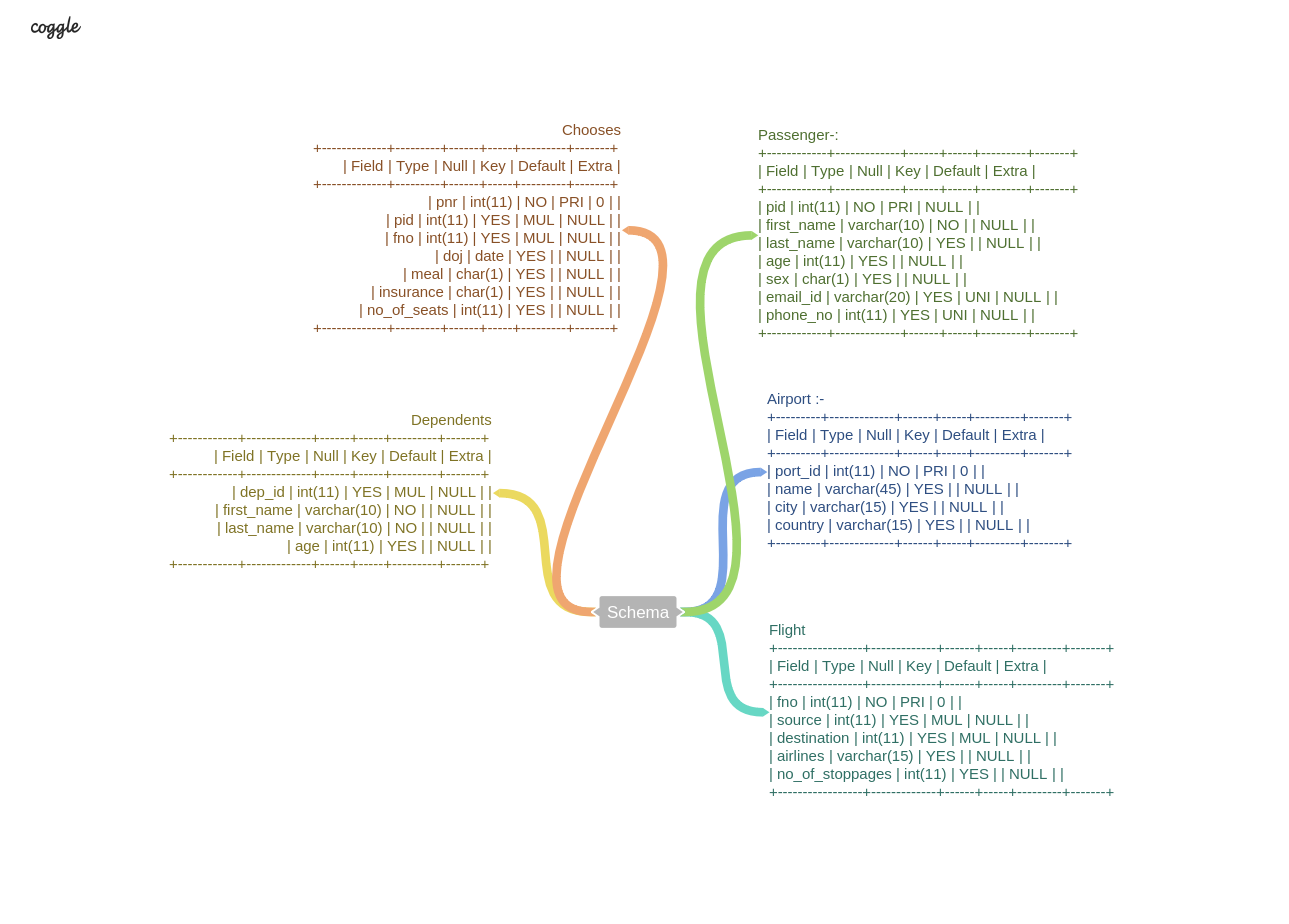 coggle
Chooses
+-------------+---------+------+-----+---------+-------+
| Field | Type | Null | Key | Default | Extra |
+-------------+---------+------+-----+---------+-------+
| pnr | int(11) | NO | PRI | 0 | |
| pid | int(11) | YES | MUL | NULL | |
| fno | int(11) | YES | MUL | NULL | |
| doj | date | YES | | NULL | |
| meal | char(1) | YES | | NULL | |
| insurance | char(1) | YES | | NULL | |
| no_of_seats | int(11) | YES | | NULL | |
+-------------+---------+------+-----+---------+-------+
Passenger-:
+------------+-------------+------+-----+---------+-------+
| Field | Type | Null | Key | Default | Extra |
+------------+-------------+------+-----+---------+-------+
| pid | int(11) | NO | PRI | NULL | |
| first_name | varchar(10) | NO | | NULL | |
| last_name | varchar(10) | YES | | NULL | |
| age | int(11) | YES | | NULL | |
| sex | char(1) | YES | | NULL | |
| email_id | varchar(20) | YES | UNI | NULL | |
| phone_no | int(11) | YES | UNI | NULL | |
+------------+-------------+------+-----+---------+-------+
Dependents
+------------+-------------+------+-----+---------+-------+
| Field | Type | Null | Key | Default | Extra |
+------------+-------------+------+-----+---------+-------+
| dep_id | int(11) | YES | MUL | NULL | |
| first_name | varchar(10) | NO | | NULL | |
| last_name | varchar(10) | NO | | NULL | |
| age | int(11) | YES | | NULL | |
+------------+-------------+------+-----+---------+-------+
Airport :-
+---------+-------------+------+-----+---------+-------+
| Field | Type | Null | Key | Default | Extra |
+---------+-------------+------+-----+---------+-------+
| port_id | int(11) | NO | PRI | 0 | |
| name | varchar(45) | YES | | NULL | |
| city | varchar(15) | YES | | NULL | |
| country | varchar(15) | YES | | NULL | |
+---------+-------------+------+-----+---------+-------+
Schema
Flight
+-----------------+-------------+------+-----+---------+-------+
| Field | Type | Null | Key | Default | Extra |
+-----------------+-------------+------+-----+---------+-------+
| fno | int(11) | NO | PRI | 0 | |
| source | int(11) | YES | MUL | NULL | |
| destination | int(11) | YES | MUL | NULL | |
| airlines | varchar(15) | YES | | NULL | |
| no_of_stoppages | int(11) | YES | | NULL | |
+-----------------+-------------+------+-----+---------+-------+